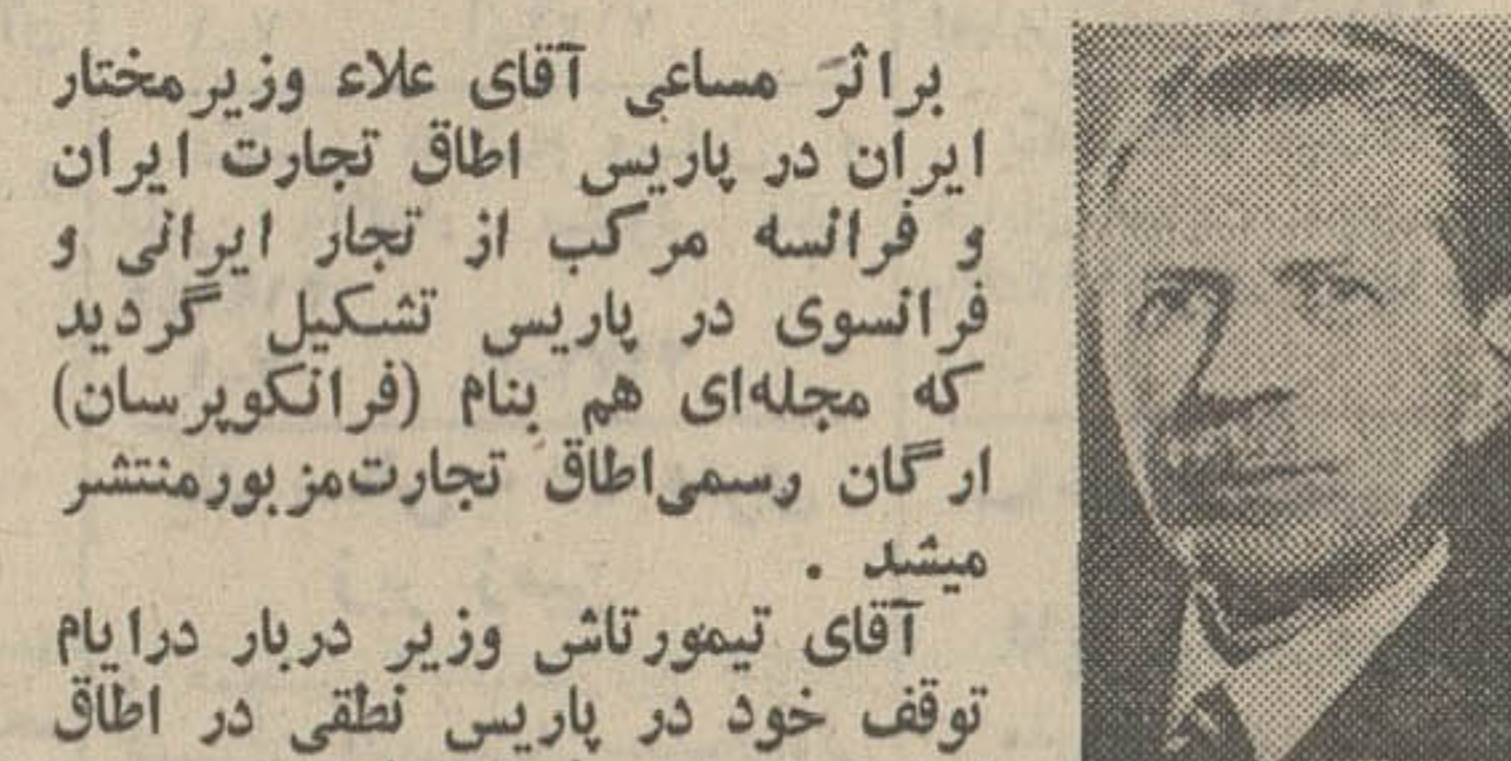 براثر مساعی آقای علاء وزیرمختار
ایران در پاریس اطاق تجارت ایران
و فرانسه مرکب از تجار ایرانی و
فرانسوی در پاریس تشکیل گردید
که مجله‌ای هم بنام (فرانکوپرسان)
ارگان رسمی اطاق تجارت مزبور منتشر
میشد .
آقای تیمورتاش وزیر دربار در ایام
توقف خود در پاریس نطقی در اطاق